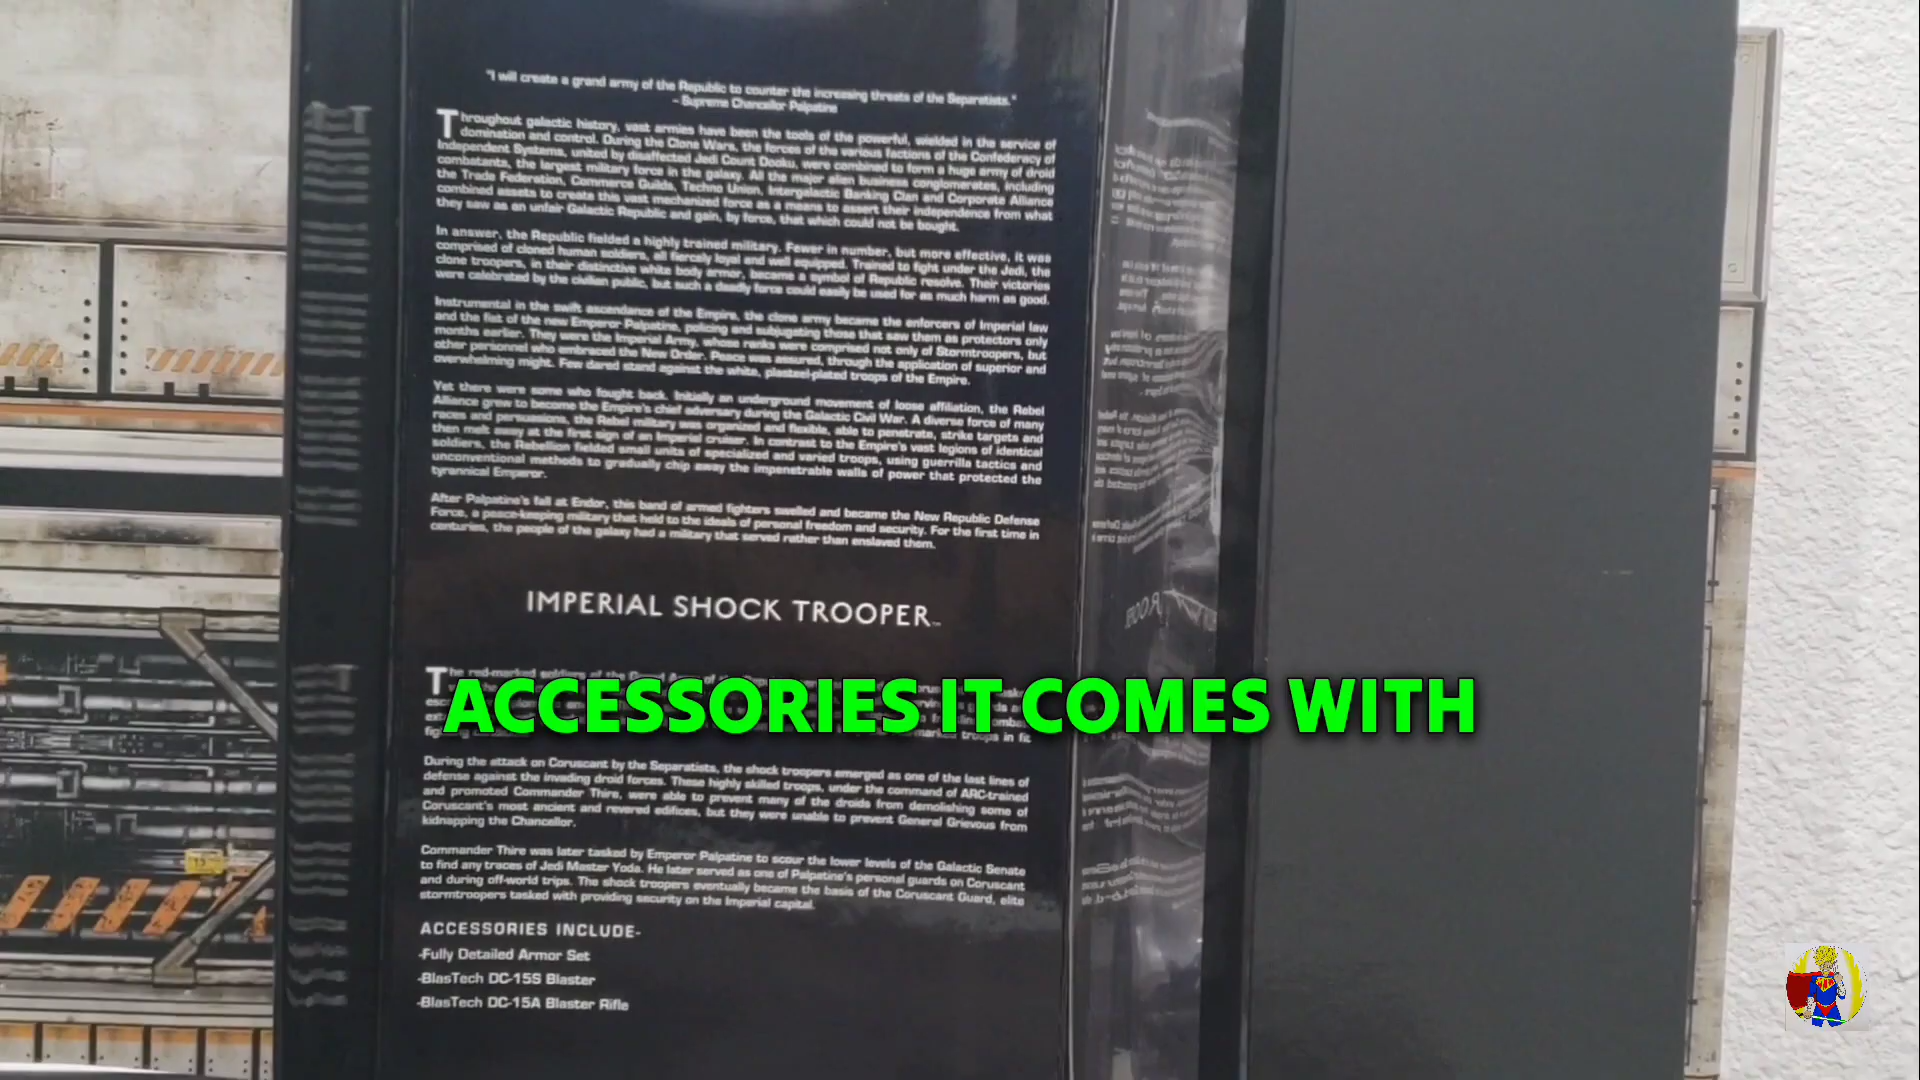 "I will create a grand army of the Republic to counter the increasing threats of the Separatists."
- Supreme Chancellor Palpatine
Throughout galactic history, vast armies have been the tools of the powerful, wielded in the service of
domination and control. During the Clone Wars, the forces of the various factions of the Confederacy of
Independent Systems, united by disaffected Jedi Count Dooku, were combined to form a huge army of droid
combatants, the largest military force in the galaxy. All the major alien business conglomerates, including
the Trade Federation, Commerce Guilds, Techno Union, Intergalactic Banking Clan and Corporate Alliance
combined assets to create this vast mechanized force as a means to assert their independence from what
they saw as an unfair Galactic Republic and gain, by force, that which could not be bought.
In answer, the Republic fielded a highly trained military. Fewer in number, but more effective, it was
comprised of cloned human soldiers, all fiercely loyal and well equipped. Trained to fight under the Jedi, the
clone troopers, in their distinctive white body armor, became a symbol of Republic resolve. Their victories
were celebrated by the civilian public, but such a deadly force could easily be used for as much harm as good.
Instrumental in the swift ascendance of the Empire, the clone army became the enforcers of Imperial law
and the fist of the new Emperor Palpatine, policing and subjugating those that saw them as protectors only
months earlier. They were the Imperial Army, whose ranks were comprised not only of Stormtroopers, but
other personnel who embraced the New Order. Peace was assured, through the application of superior and
overwhelming might. Few dared stand against the white, plasteel-plated troops of the Empire.
Yet there were some who fought back. Initially an underground movement of loose affiliation, the Rebel
Alliance grew to become the Empire's chief adversary during the Galactic Civil War. A diverse force of many
races and persuasions, the Rebel military was organized and flexible, able to penetrate, strike targets and
then melt away at the first sign of an Imperial cruiser. In contrast to the Empire's vast legions of identical
soldiers, the Rebellion fielded small units of specialized and varied troops, using guerrilla tactics and
unconventional methods to gradually chip away the impenetrable walls of power that protected the
tyrannical Emperor.
After Palpatine's fall at Endor, this band of armed fighters swelled and became the New Republic Defense
Force, a peace-keeping military that held to the ideals of personal freedom and security. For the first time in
centuries, the people of the galaxy had a military that served rather than enslaved them.
IMPERIAL SHOCK TROOPER™
The red-marked soldiers of the Grand Army of the
ACCESSORIES IT COMES WITH
troops in
During the attack on Coruscant by the Separatists, the shock troopers emerged as one of the last lines of
defense against the invading droid forces. These highly skilled troops, under the command of ARC-trained
and promoted Commander Thire, were able to prevent many of the droids from demolishing some of
Coruscant's most ancient and revered edifices, but they were unable to prevent General Grievous from
kidnapping the Chancellor.
Commander Thire was later tasked by Emperor Palpatine to scour the lower levels of the Galactic Senate
to find any traces of Jedi Master Yoda. He later served as one of Palpatine's personal guards on Coruscant
and during off-world trips. The shock troopers eventually became the basis of the Coruscant Guard, elite
stormtroopers tasked with providing security on the Imperial capital.
ACCESSORIES INCLUDE-
-Fully Detailed Armor Set
-BlasTech DC-15S Blaster
-BlasTech DC-15A Blaster Rifle